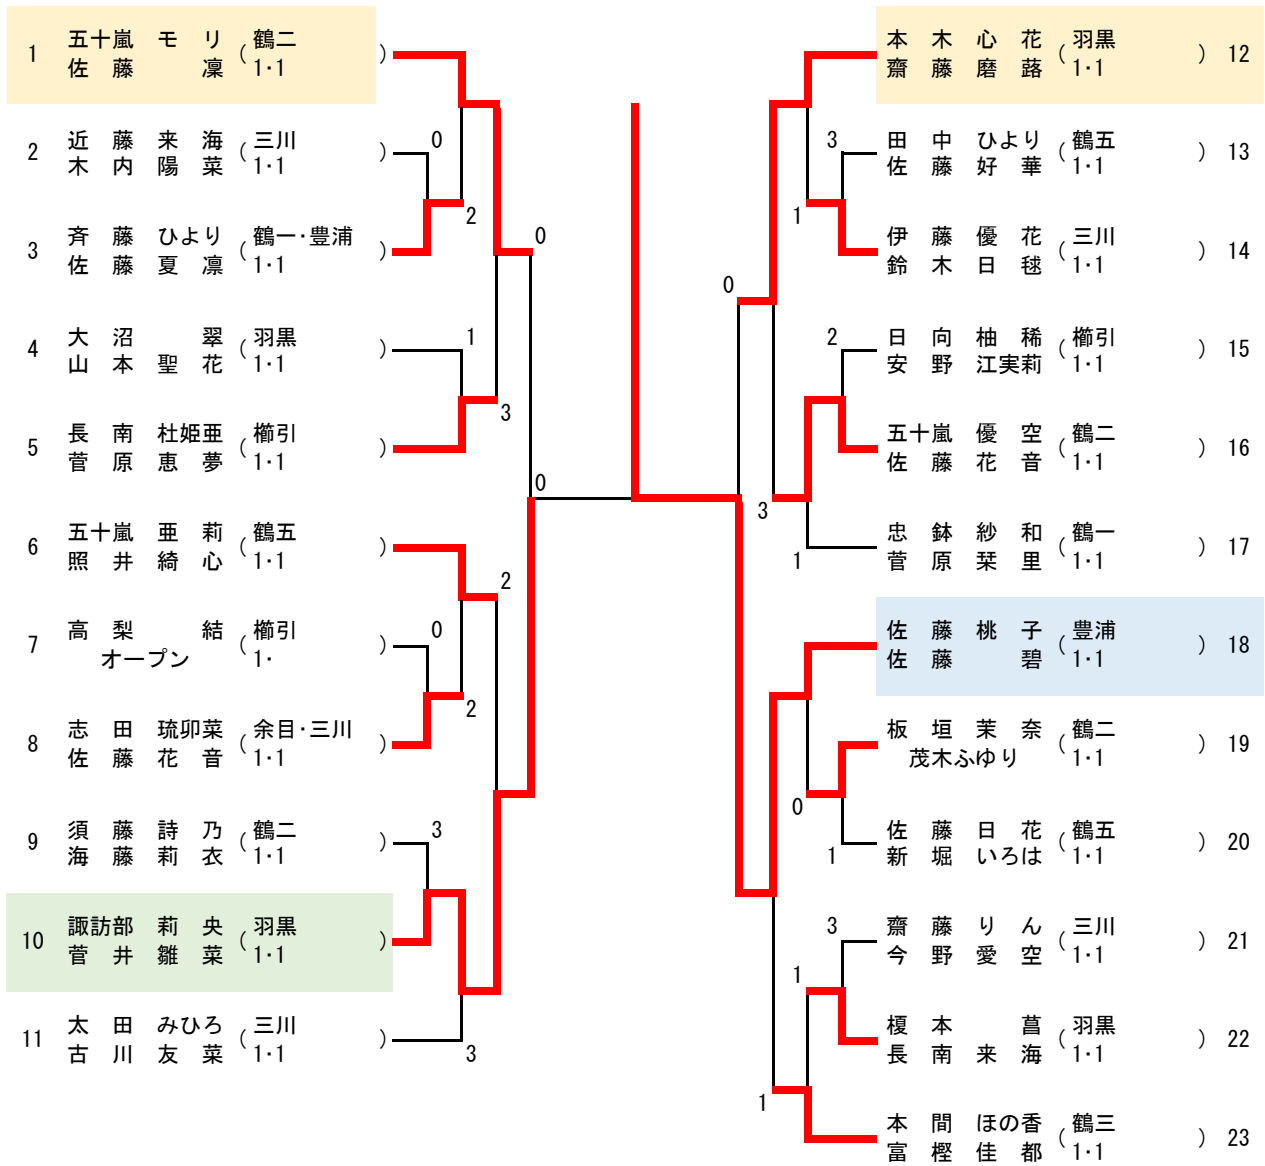 1 五十嵐 モ リ ( 鶴二 )
佐 藤 凜 1·1
2 近 藤 来 海 ( 三川 )
木 内 陽 菜 1·1
3 斉 藤 ひより ( 鶴一·豊浦 )
佐 藤 夏 凜 1·1
4 大 沼 翠 ( 羽黒 )
山 本 聖 花 1·1
5 長 南 杜姫亜 ( 櫛引 )
菅 原 恵 夢 1·1
6 五十嵐 亜 莉 ( 鶴五 )
照 井 綺 心 1·1
7 高 梨 結 ( 櫛引 )
オープン 1·
8 志 田 琉卯菜 ( 余目·三川 )
佐 藤 花 音 1·1
9 須 藤 詩 乃 ( 鶴二 )
海 藤 莉 衣 1·1
10 諏訪部 莉 央 ( 羽黒 )
菅 井 雛 菜 1·1
11 太 田 みひろ ( 三川 )
古 川 友 菜 1·1
0
2
0
1
3
0
2
0
2
3
3
本 木 心 花 ( 羽黒 ) 12
齋 藤 磨 蕗 1·1
田 中 ひより ( 鶴五 ) 13
佐 藤 好 華 1·1
伊 藤 優 花 ( 三川 ) 14
鈴 木 日 毬 1·1
日 向 柚 稀 ( 櫛引 ) 15
安 野 江実莉 1·1
五十嵐 優 空 ( 鶴二 ) 16
佐 藤 花 音 1·1
忠 鉢 紗 和 ( 鶴一 ) 17
菅 原 栞 里 1·1
佐 藤 桃 子 ( 豊浦 ) 18
佐 藤 碧 1·1
板 垣 茉 奈 ( 鶴二 ) 19
茂木ふゆり 1·1
佐 藤 日 花 ( 鶴五 ) 20
新 堀 いろは 1·1
齋 藤 り ん ( 三川 ) 21
今 野 愛 空 1·1
榎 本 菖 ( 羽黒 ) 22
長 南 来 海 1·1
本 間 ほの香 ( 鶴三 ) 23
富 樫 佳 都 1·1
3
1
0
2
3
1
0
1
3
1
1